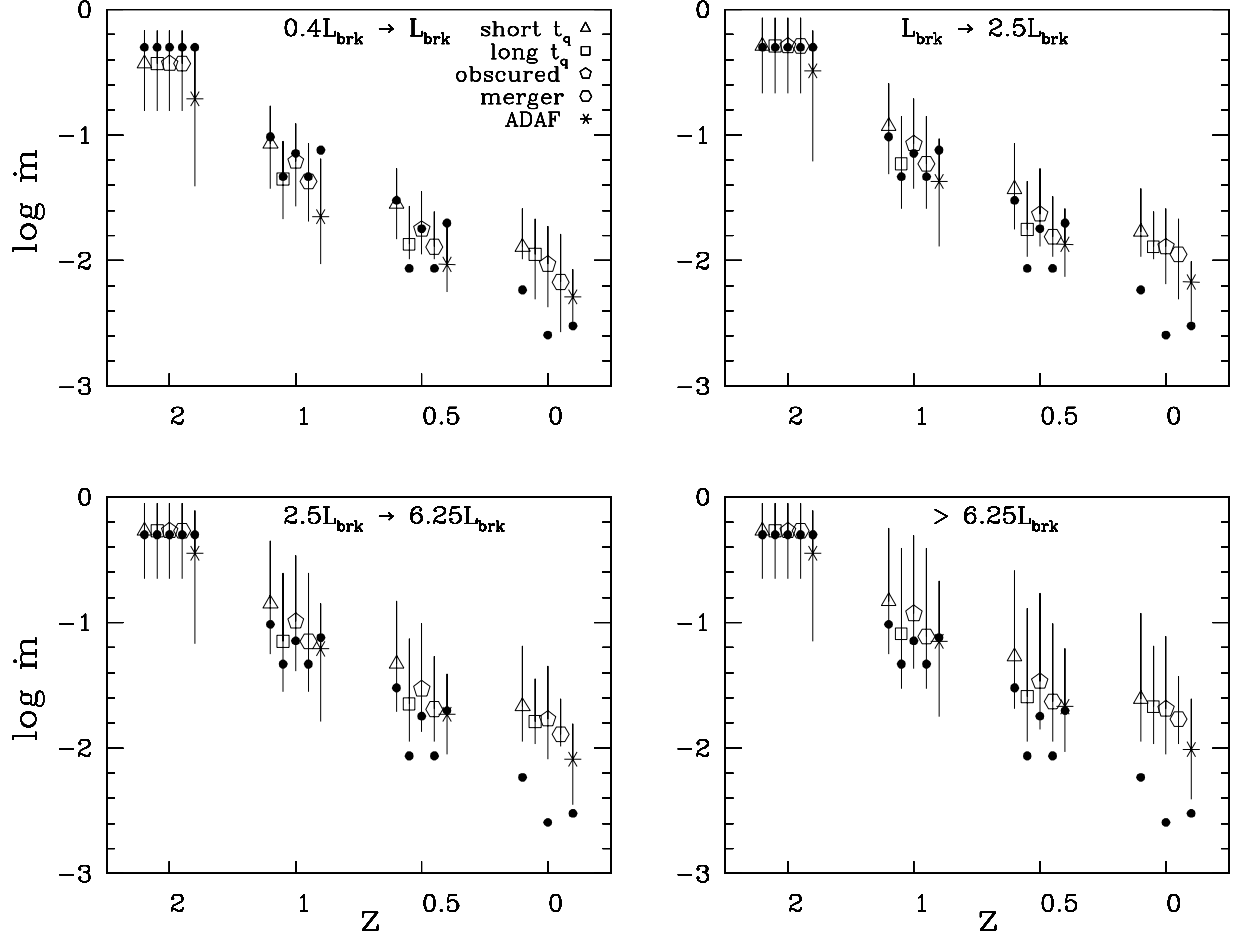 0.4L_brk → L_brk
short t_q △
long t_q □
obscured ⬠
merger ⬡
ADAF ✳
log ṁ
0
−1
−2
−3
2 1 0.5 0
L_brk → 2.5L_brk
0
−1
−2
−3
2 1 0.5 0
2.5L_brk → 6.25L_brk
log ṁ
0
−1
−2
−3
2 1 0.5 0
z
> 6.25L_brk
0
−1
−2
−3
2 1 0.5 0
z